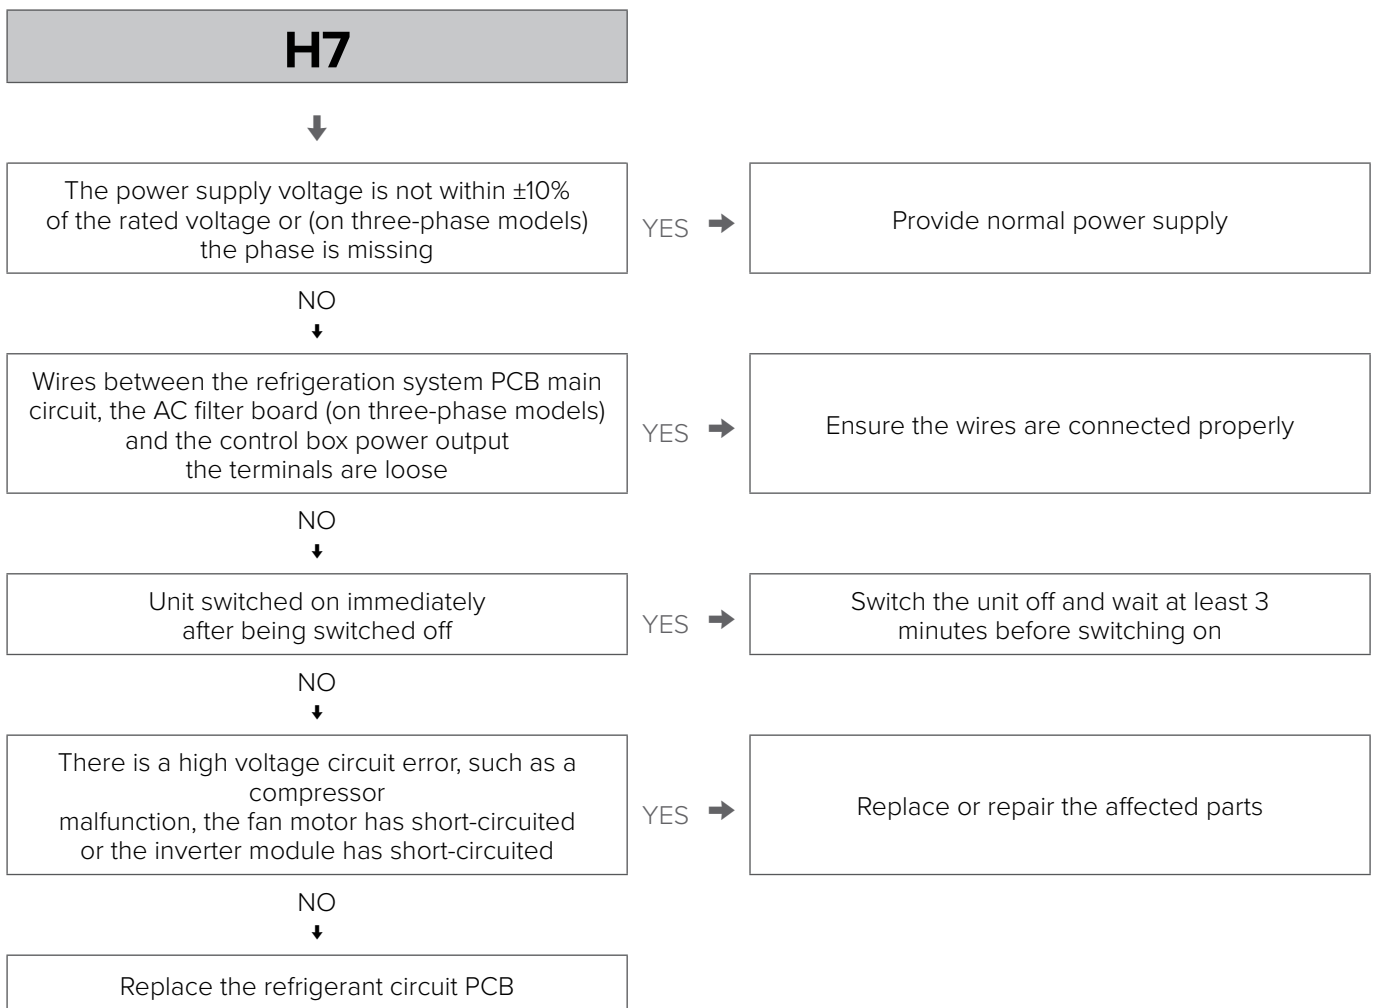 H7
The power supply voltage is not within ±10%
of the rated voltage or (on three-phase models)
the phase is missing
YES
Provide normal power supply
NO
Wires between the refrigeration system PCB main
circuit, the AC filter board (on three-phase models)
and the control box power output
the terminals are loose
YES
Ensure the wires are connected properly
NO
Unit switched on immediately
after being switched off
YES
Switch the unit off and wait at least 3
minutes before switching on
NO
There is a high voltage circuit error, such as a
compressor
malfunction, the fan motor has short-circuited
or the inverter module has short-circuited
YES
Replace or repair the affected parts
NO
Replace the refrigerant circuit PCB